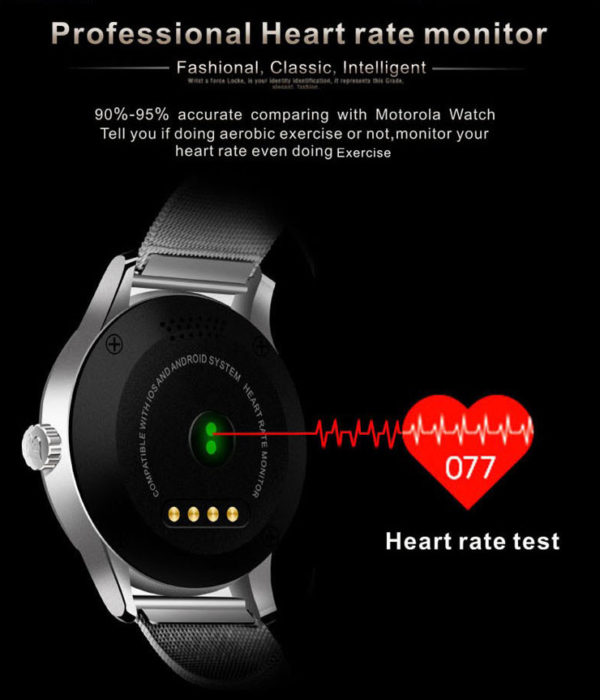 Professional Heart rate monitor
Fashional, Classic, Intelligent
Wrist a force Locke, is your identity identification, it represents this Grade,
elegant, fashion.
90%-95% accurate comparing with Motorola Watch
Tell you if doing aerobic exercise or not,monitor your
heart rate even doing Exercise
COMPATIBLE WITH IOS AND ANDROID SYSTEM
HEART RATE MONITOR
077
Heart rate test